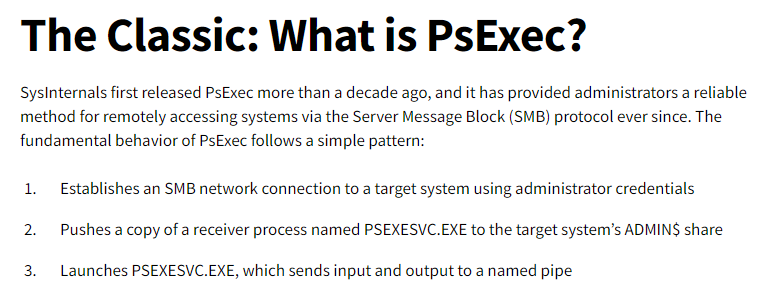 The Classic: What is PsExec?
SysInternals first released PsExec more than a decade ago, and it has provided administrators a reliable
method for remotely accessing systems via the Server Message Block (SMB) protocol ever since. The
fundamental behavior of PsExec follows a simple pattern:
1. Establishes an SMB network connection to a target system using administrator credentials
2. Pushes a copy of a receiver process named PSEXESVC.EXE to the target system’s ADMIN$ share
3. Launches PSEXESVC.EXE, which sends input and output to a named pipe